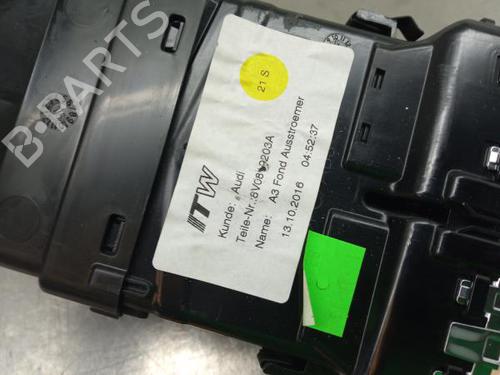 B-PARTS
21 S
ITW
Kunde: Audi
Teile-Nr.:
Name: A3 Fond Ausstroemer
13.10.2016 04:52:37